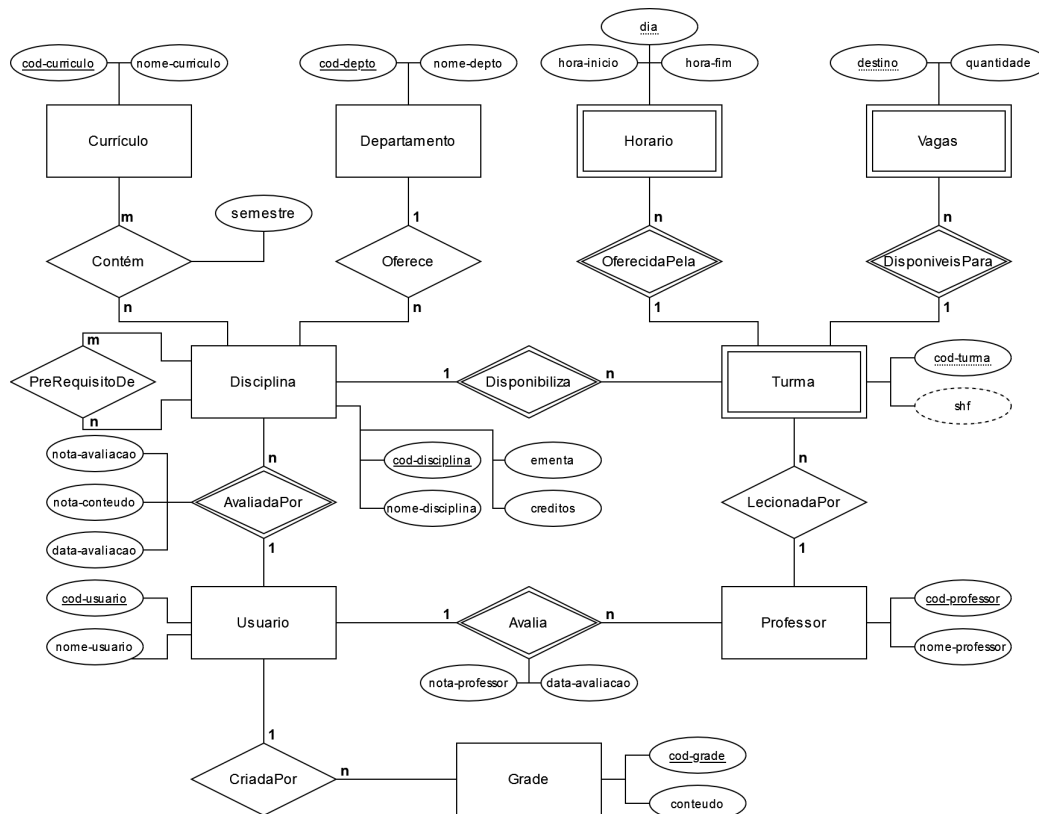 dia
cod-curriculo nome-curriculo cod-depto nome-depto hora-inicio hora-fim destino quantidade
Currículo Departamento Horario Vagas
m 1 n n
semestre
Contém Oferece OferecidaPela DisponiveisPara
n n 1 1
m
cod-turma
PreRequisitoDe Disciplina 1 Disponibiliza n Turma
shf
n
nota-avaliacao n cod-disciplina ementa n
nota-conteudo AvaliadaPor nome-disciplina creditos LecionadaPor
data-avaliacao 1 1
cod-usuario cod-professor
Usuario 1 Avalia n Professor
nome-usuario nome-professor
nota-professor data-avaliacao
1
cod-grade
CriadaPor n Grade
conteudo